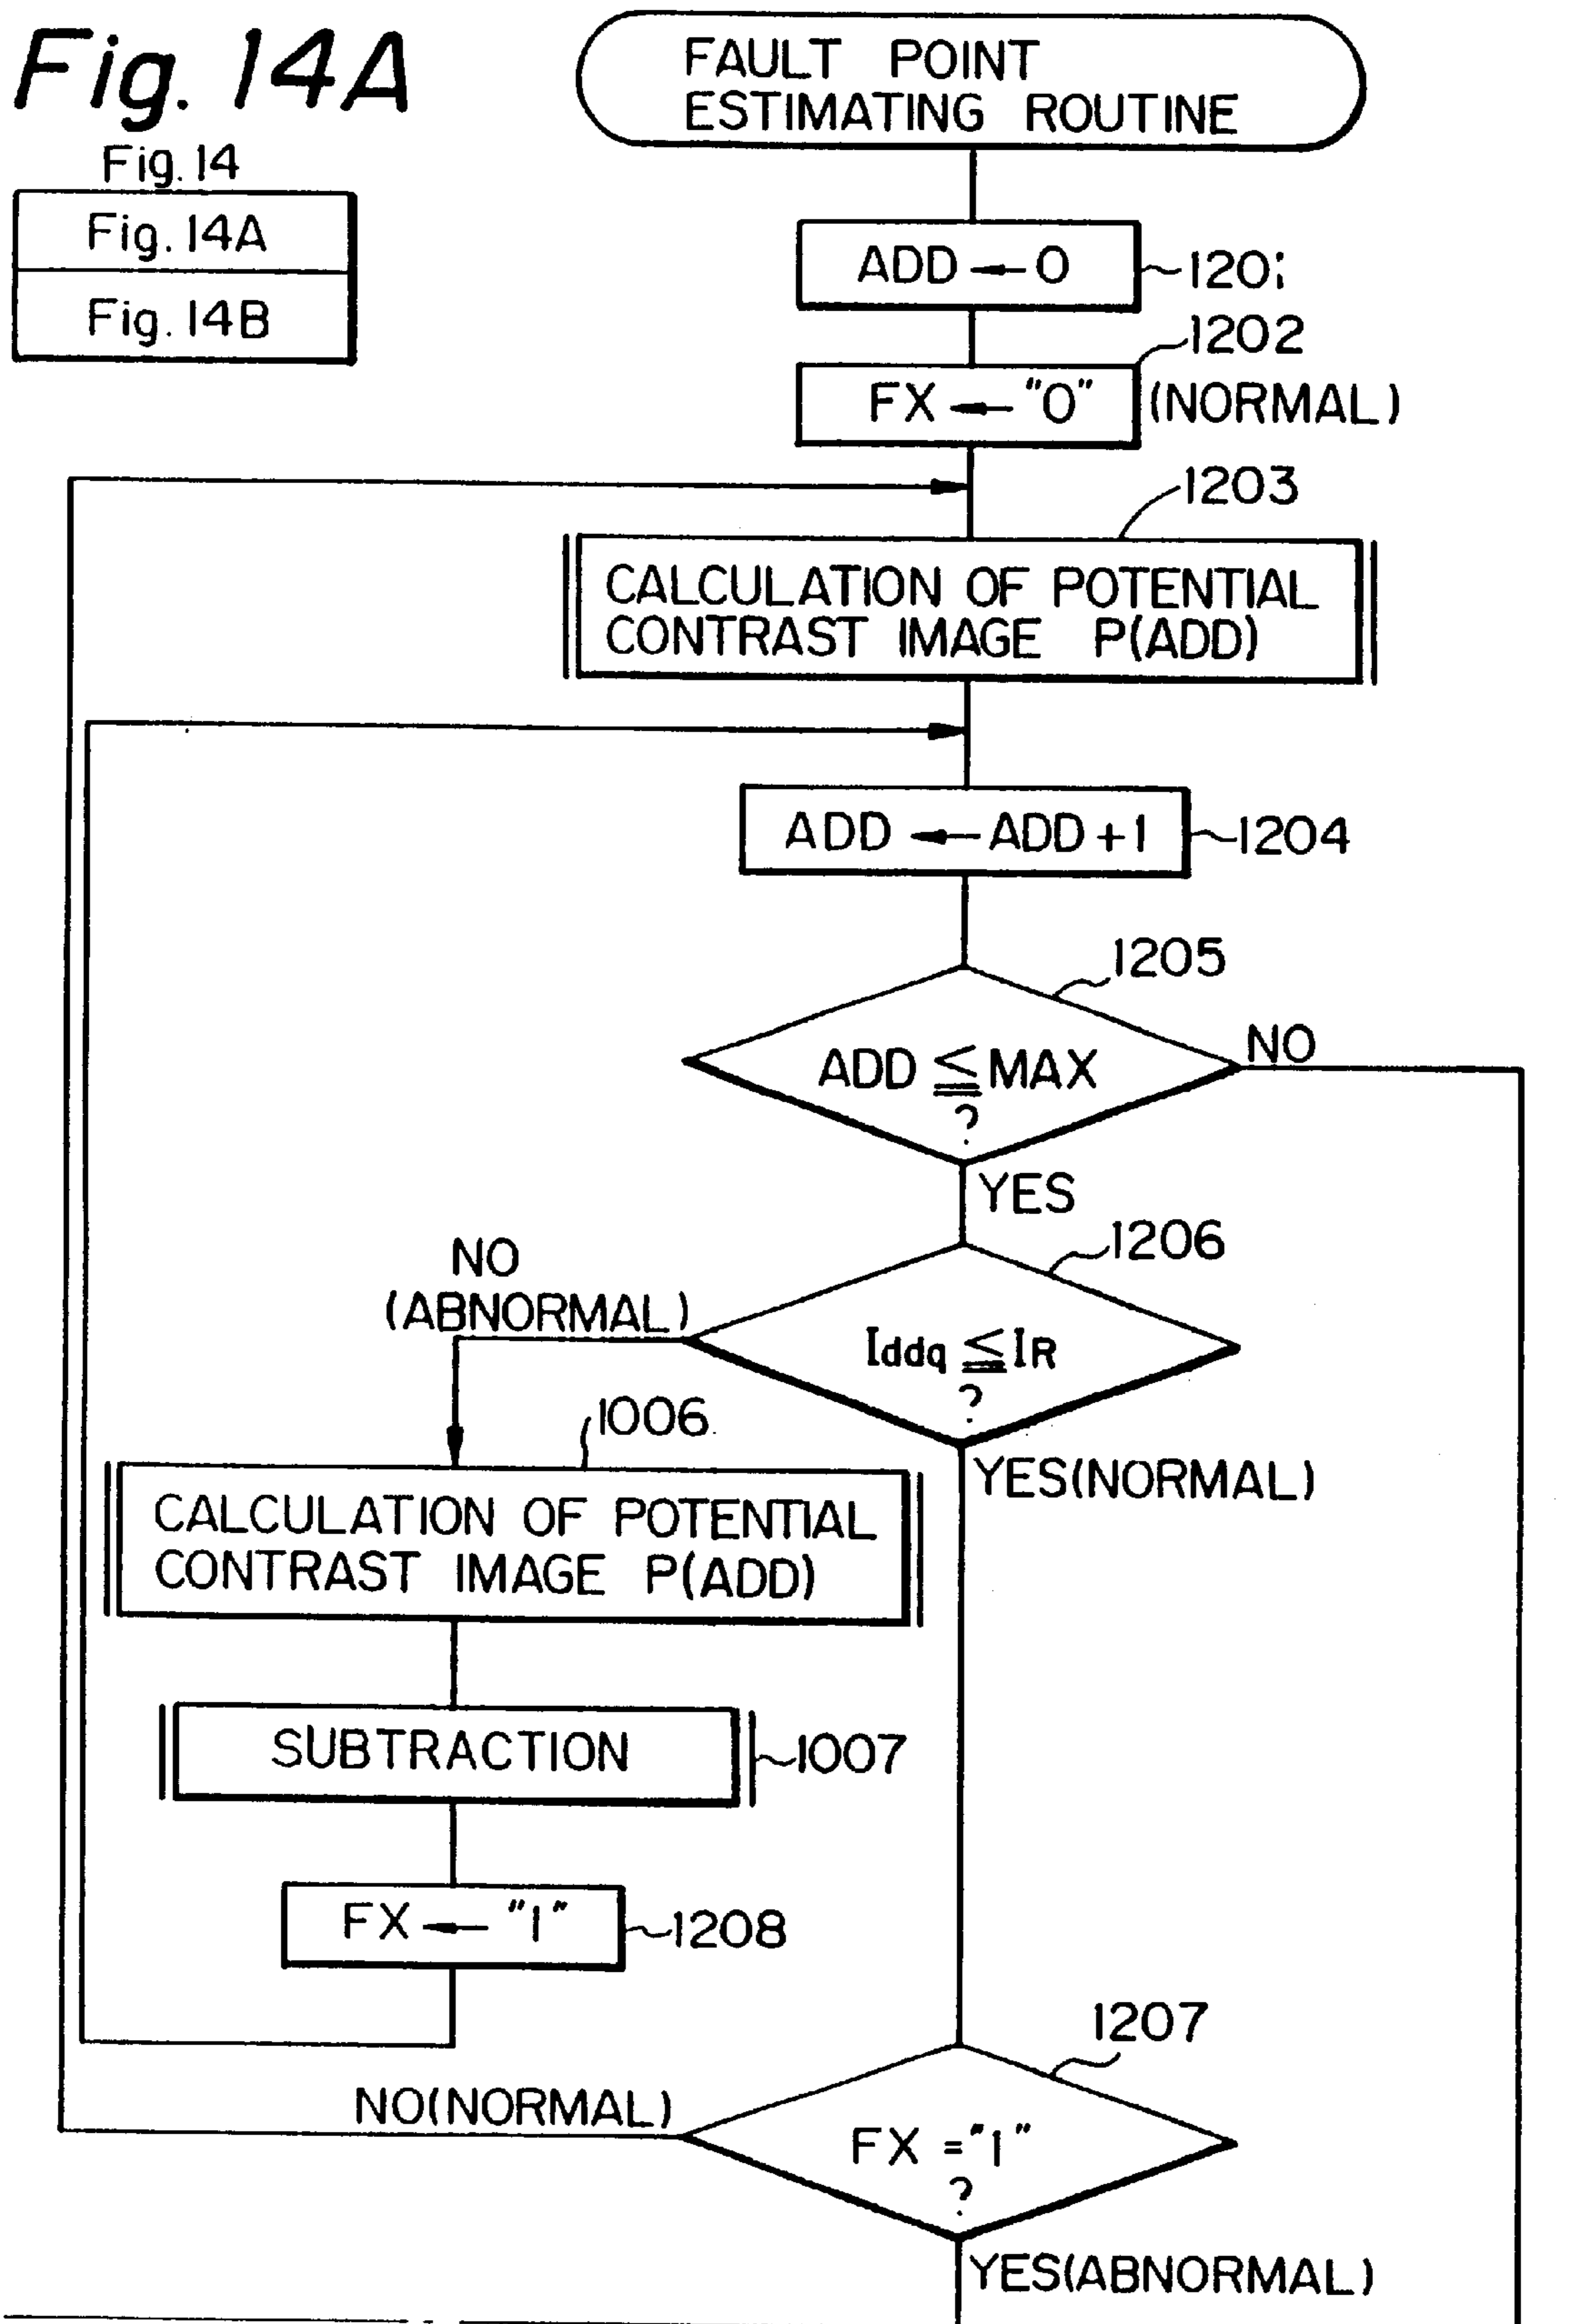 Fig. 14A
Fig. 14
Fig. 14A
Fig. 14B
FAULT POINT
ESTIMATING ROUTINE
ADD ← 0
1201
1202
FX ← "0"
(NORMAL)
1203
CALCULATION OF POTENTIAL
CONTRAST IMAGE P(ADD)
ADD ← ADD +1
1204
1205
ADD ≦ MAX
?
NO
YES
1206
NO
(ABNORMAL)
Iddq ≦ IR
?
YES(NORMAL)
1006
CALCULATION OF POTENTIAL
CONTRAST IMAGE P(ADD)
SUBTRACTION
1007
FX ← "1"
1208
1207
NO(NORMAL)
FX = "1"
?
YES(ABNORMAL)